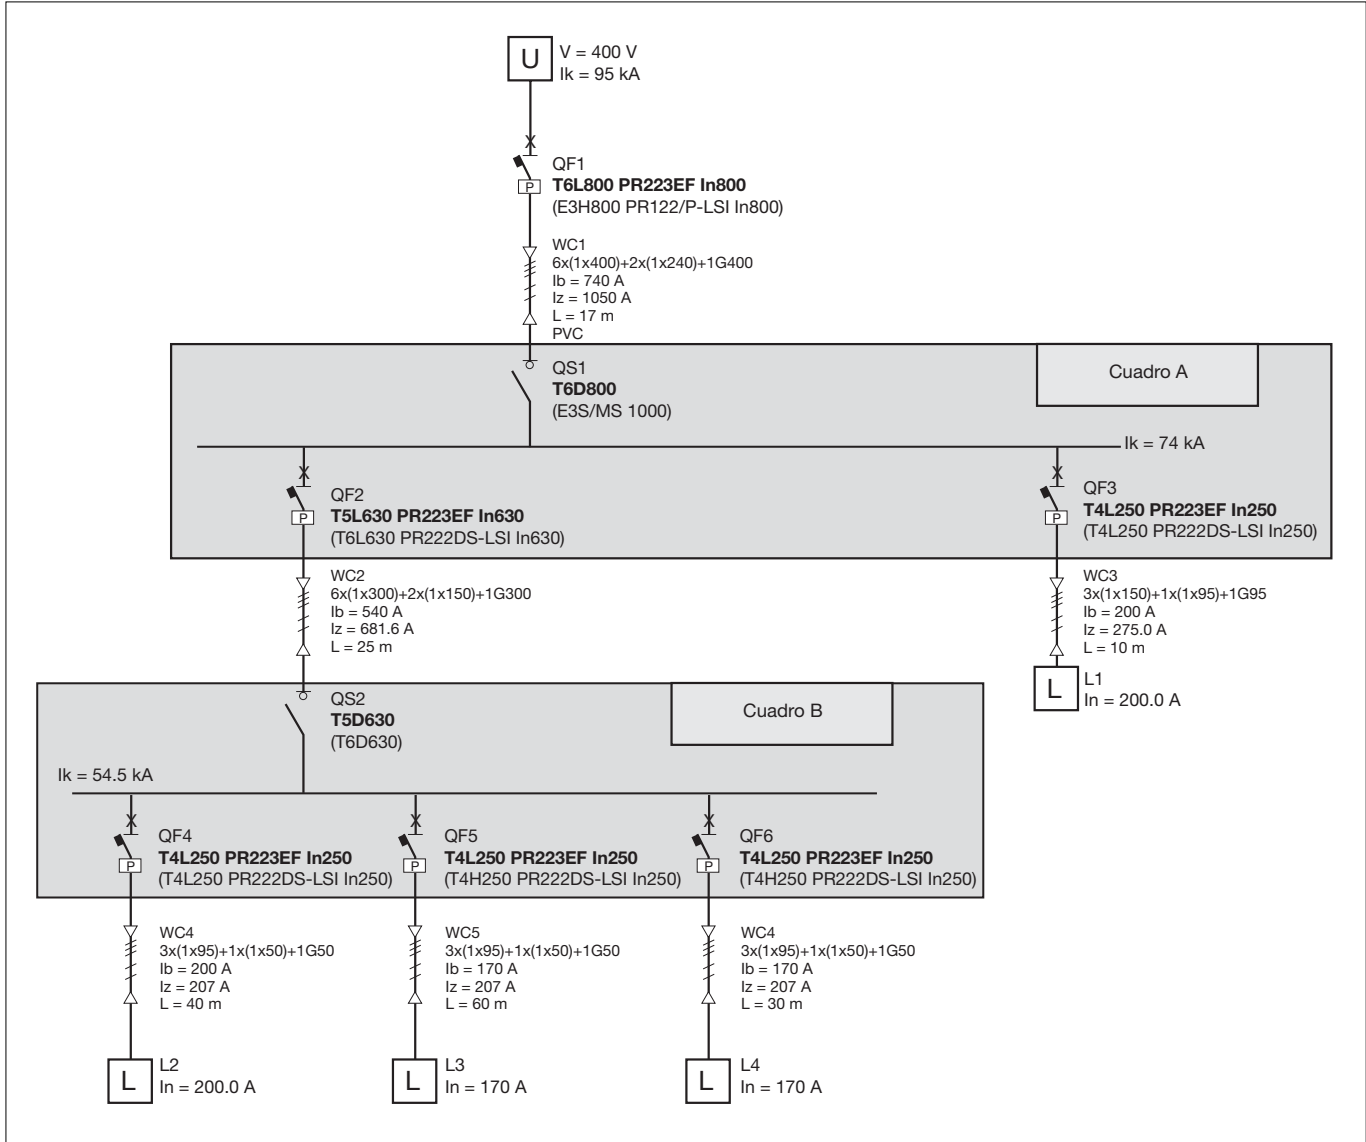 U
V = 400 V
Ik = 95 kA
QF1
P
T6L800 PR223EF In800
(E3H800 PR122/P-LSI In800)
WC1
6x(1x400)+2x(1x240)+1G400
Ib = 740 A
Iz = 1050 A
L = 17 m
PVC
QS1
T6D800
(E3S/MS 1000)
Cuadro A
Ik = 74 kA
QF2
P
T5L630 PR223EF In630
(T6L630 PR222DS-LSI In630)
QF3
P
T4L250 PR223EF In250
(T4L250 PR222DS-LSI In250)
WC2
6x(1x300)+2x(1x150)+1G300
Ib = 540 A
Iz = 681.6 A
L = 25 m
WC3
3x(1x150)+1x(1x95)+1G95
Ib = 200 A
Iz = 275.0 A
L = 10 m
L
L1
In = 200.0 A
QS2
T5D630
(T6D630)
Cuadro B
Ik = 54.5 kA
QF4
P
T4L250 PR223EF In250
(T4L250 PR222DS-LSI In250)
QF5
P
T4L250 PR223EF In250
(T4H250 PR222DS-LSI In250)
QF6
P
T4L250 PR223EF In250
(T4H250 PR222DS-LSI In250)
WC4
3x(1x95)+1x(1x50)+1G50
Ib = 200 A
Iz = 207 A
L = 40 m
WC5
3x(1x95)+1x(1x50)+1G50
Ib = 170 A
Iz = 207 A
L = 60 m
WC4
3x(1x95)+1x(1x50)+1G50
Ib = 170 A
Iz = 207 A
L = 30 m
L
L2
In = 200.0 A
L
L3
In = 170 A
L
L4
In = 170 A